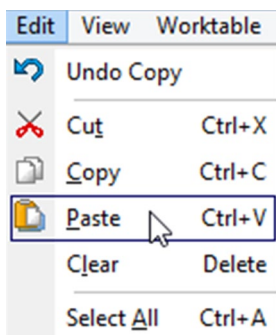 Edit View Worktable
Undo Copy
Cut Ctrl+X
Copy Ctrl+C
Paste Ctrl+V
Clear Delete
Select All Ctrl+A